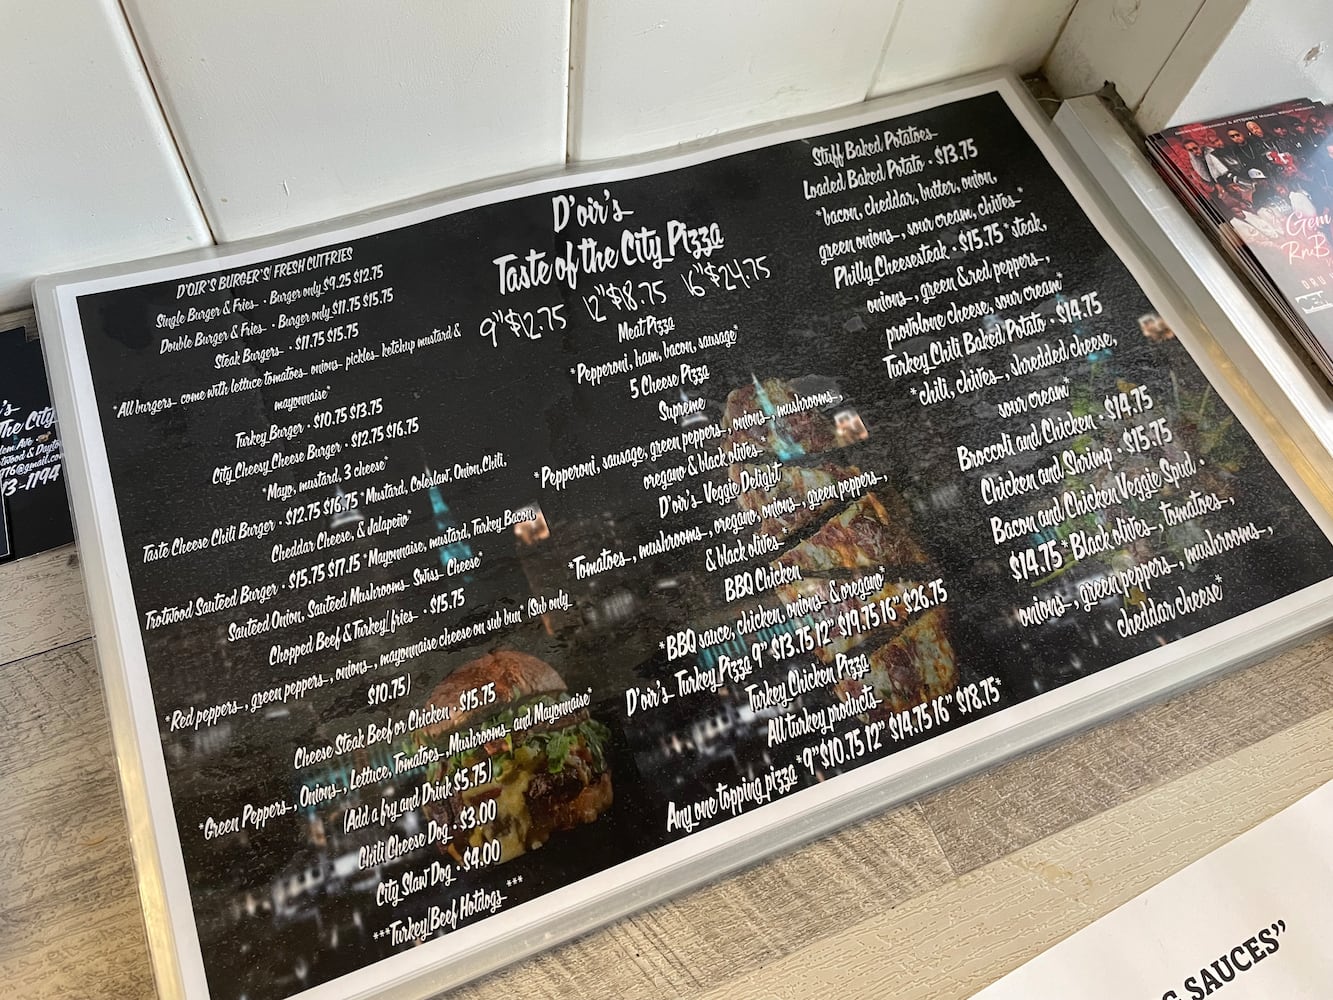 D'OIR'S BURGER'S/ FRESH CUT FRIES
Single Burger & Fries - · Burger only $9.25 $12.75
Double Burger & Fries - · Burger only $11.75 $15.75
Steak Burgers - · $11.75 $15.75
*All burgers come with lettuce tomatoes onions pickles ketchup mustard &
mayonnaise*
Turkey Burger · $10.75 $13.75
City Cheesy Cheese Burger · $12.75 $16.75
*Mayo, mustard, 3 cheese*
Taste Cheese Chili Burger · $12.75 $16.75 *Mustard, Coleslaw, Onion, Chili,
Cheddar Cheese, & Jalapeño*
Trotwood Sauteed Burger · $15.75 $17.15 *Mayonnaise, mustard, Turkey Bacon,
Sauteed Onion, Sauteed Mushrooms Swiss Cheese*
Chopped Beef & Turkey/ fries - · $15.75
*Red peppers, green peppers, onions, mayonnaise cheese on sub bun* (Sub only
$10.75)
Cheese Steak Beef or Chicken · $15.75
*Green Peppers, Onions, Lettuce, Tomatoes, Mushrooms and Mayonnaise*
(Add a fry and Drink $5.75)
Chili Cheese Dog · $3.00
City Slaw Dog · $4.00
***Turkey/Beef Hotdogs ***
D'oir's
Taste of the City Pizza
9" $12.75 12" $18.75 16" $24.75
Meat Pizza
*Pepperoni, ham, bacon, sausage*
5 Cheese Pizza
Supreme
*Pepperoni, sausage, green peppers, onions, mushrooms,
oregano & black olives*
D'oir's Veggie Delight
*Tomatoes, mushrooms, oregano, onions, green peppers,
& black olives*
BBQ Chicken
*BBQ sauce, chicken, onions & oregano*
D'oir's Turkey Pizza 9" $13.75 12" $19.75 16" $26.75
Turkey Chicken Pizza
All turkey products
Any one topping pizza *9" $10.75 12" $14.75 16" $18.75*
Stuff Baked Potatoes
Loaded Baked Potato · $13.75
*bacon, cheddar, butter, onion,
green onions, sour cream, chives*
Philly Cheesesteak · $15.75 *steak,
onions, green & red peppers,
provolone cheese, sour cream*
Turkey Chili Baked Potato · $14.75
*chili, chives, shredded cheese,
sour cream*
Broccoli and Chicken · $14.75
Chicken and Shrimp · $15.75
Bacon and Chicken Veggie Spud ·
$14.75 *Black olives, tomatoes,
onions, green peppers, mushrooms,
cheddar cheese*
The City
776@gmail.com
3-1194
Gem
RnB
SAUCES"